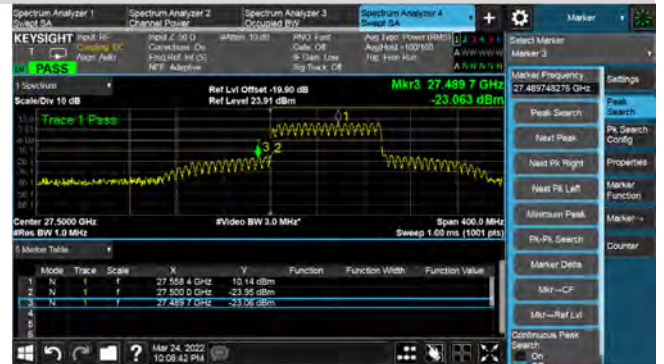 Spectrum Analyzer 1
Swept SA
Spectrum Analyzer 2
Channel Power
Spectrum Analyzer 3
Occupied BW
Spectrum Analyzer 4
Swept SA
+
Marker
KEYSIGHT
Input: RF
Coupling: DC
Align: Auto
Input Z: 50 Ω
Corrections: On
Freq Ref: Int (S)
NFE: Adaptive
#Atten: 10 dB
PNO: Fast
Gate: Off
IF Gain: Low
Sig Track: Off
Avg Type: Power (RMS)
Avg|Hold: >100/100
Trig: Free Run
PASS
Select Marker
Marker 3
1 Spectrum
Scale/Div 10 dB
Ref Lvl Offset -19.90 dB
Ref Level 23.91 dBm
Mkr3 27.489 7 GHz
-23.063 dBm
Trace 1 Pass
1
3
2
Center 27.5000 GHz
#Res BW 1.0 MHz
#Video BW 3.0 MHz*
Span 400.0 MHz
Sweep 1.00 ms (1001 pts)
5 Marker Table
Mode Trace Scale X Y Function Function Width Function Value
1 N 1 f 27.558 4 GHz 10.14 dBm
2 N 1 f 27.500 0 GHz -23.95 dBm
3 N 1 f 27.489 7 GHz -23.06 dBm
4
5
6
Marker Frequency
27.489748275 GHz
Peak Search
Next Peak
Next Pk Right
Next Pk Left
Minimum Peak
Pk-Pk Search
Marker Delta
Mkr→CF
Mkr→Ref Lvl
Continuous Peak
Search
On
Settings
Peak
Search
Pk Search
Config
Properties
Marker
Function
Marker→
Counter
?
Mar 24, 2022
10:08:42 PM